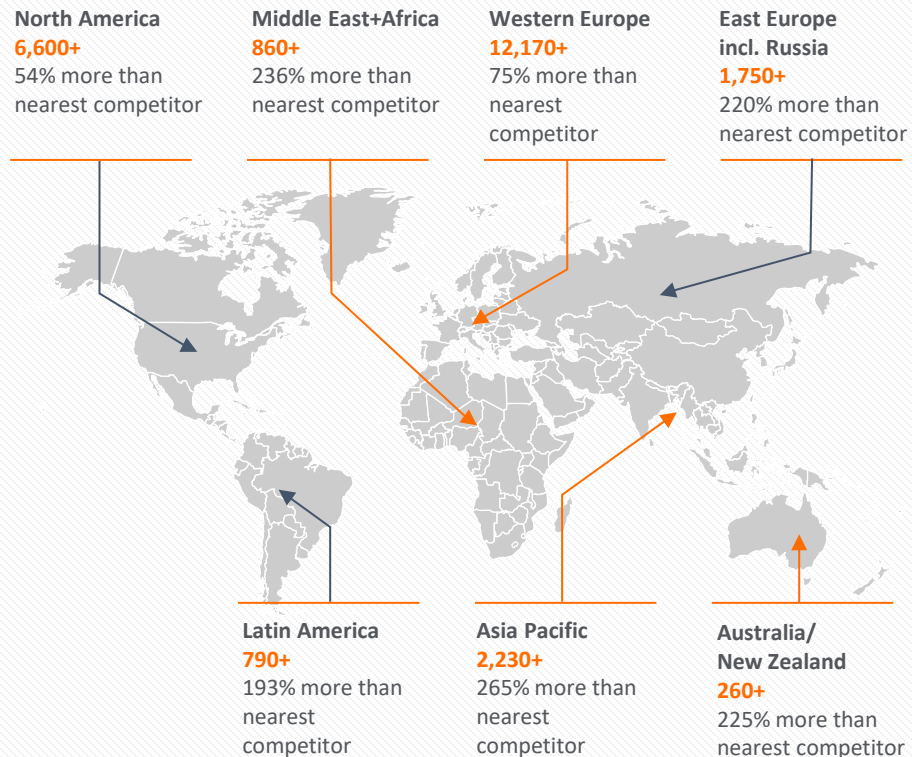 North America
6,600+
54% more than
nearest competitor
Middle East+Africa
860+
236% more than
nearest competitor
Western Europe
12,170+
75% more than
nearest
competitor
East Europe
incl. Russia
1,750+
220% more than
nearest competitor
Latin America
790+
193% more than
nearest
competitor
Asia Pacific
2,230+
265% more than
nearest
competitor
Australia/
New Zealand
260+
225% more than
nearest competitor